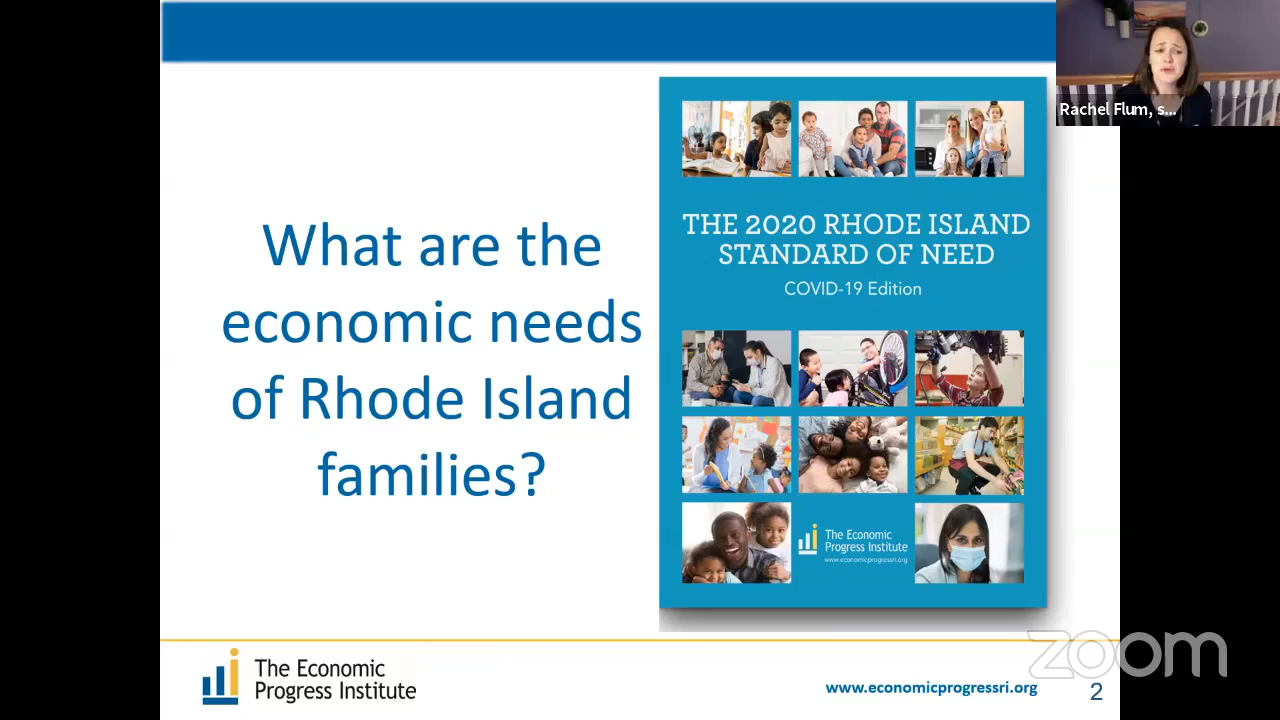 What are the
economic needs
of Rhode Island
families?
THE 2020 RHODE ISLAND
STANDARD OF NEED
COVID-19 Edition
The Economic
Progress Institute
www.economicprogressri.org
Rachel Flum, s...
The Economic
Progress Institute
www.economicprogressri.org
2
zoom